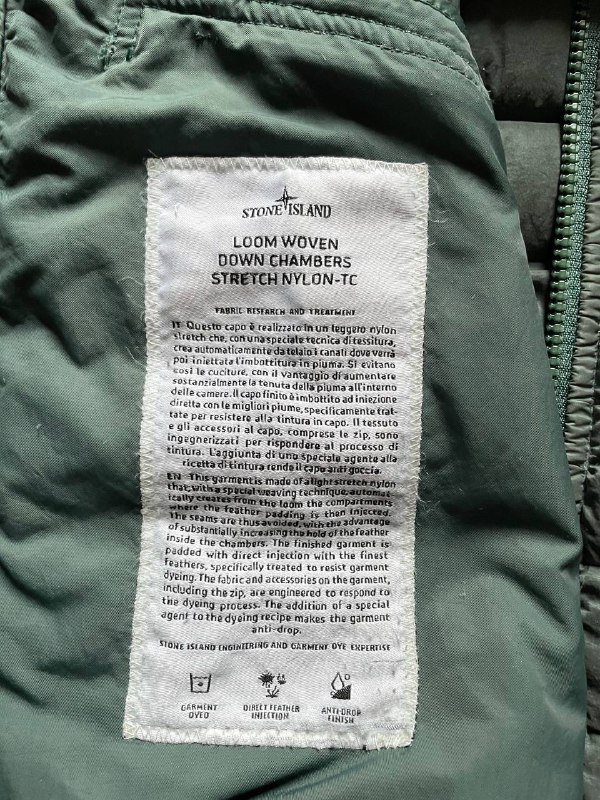 STONE ISLAND
LOOM WOVEN
DOWN CHAMBERS
STRETCH NYLON-TC
FABRIC RESEARCH AND TREATMENT
IT Questo capo è realizzato in un leggero nylon
stretch che, con una speciale tecnica di tessitura,
crea automaticamente da telaio i canali dove verrà
poi iniettata l'imbottitura in piuma. Si evitano
così le cuciture, con il vantaggio di aumentare
sostanzialmente la tenuta della piuma all'interno
delle camere. Il capo finito è imbottito ad iniezione
diretta con le migliori piume, specificamente trat-
tate per resistere alla tintura in capo. Il tessuto
e gli accessori al capo, comprese le zip, sono
ingegnerizzati per rispondere al processo di
tintura. L'aggiunta di uno speciale agente alla
ricetta di tintura rende il capo anti goccia.
EN This garment is made of a light stretch nylon
that, with a special weaving technique, automat-
ically creates from the loom the compartments
where the feather padding is then injected.
The seams are thus avoided, with the advantage
of substantially increasing the hold of the feather
inside the chambers. The finished garment is
padded with direct injection with the finest
feathers, specifically treated to resist garment
dyeing. The fabric and accessories on the garment,
including the zip, are engineered to respond to
the dyeing process. The addition of a special
agent to the dyeing recipe makes the garment
anti-drop.
STONE ISLAND ENGINEERING AND GARMENT DYE EXPERTISE
GARMENT
DYED
DIRECT FEATHER
INJECTION
ANTI-DROP
FINISH